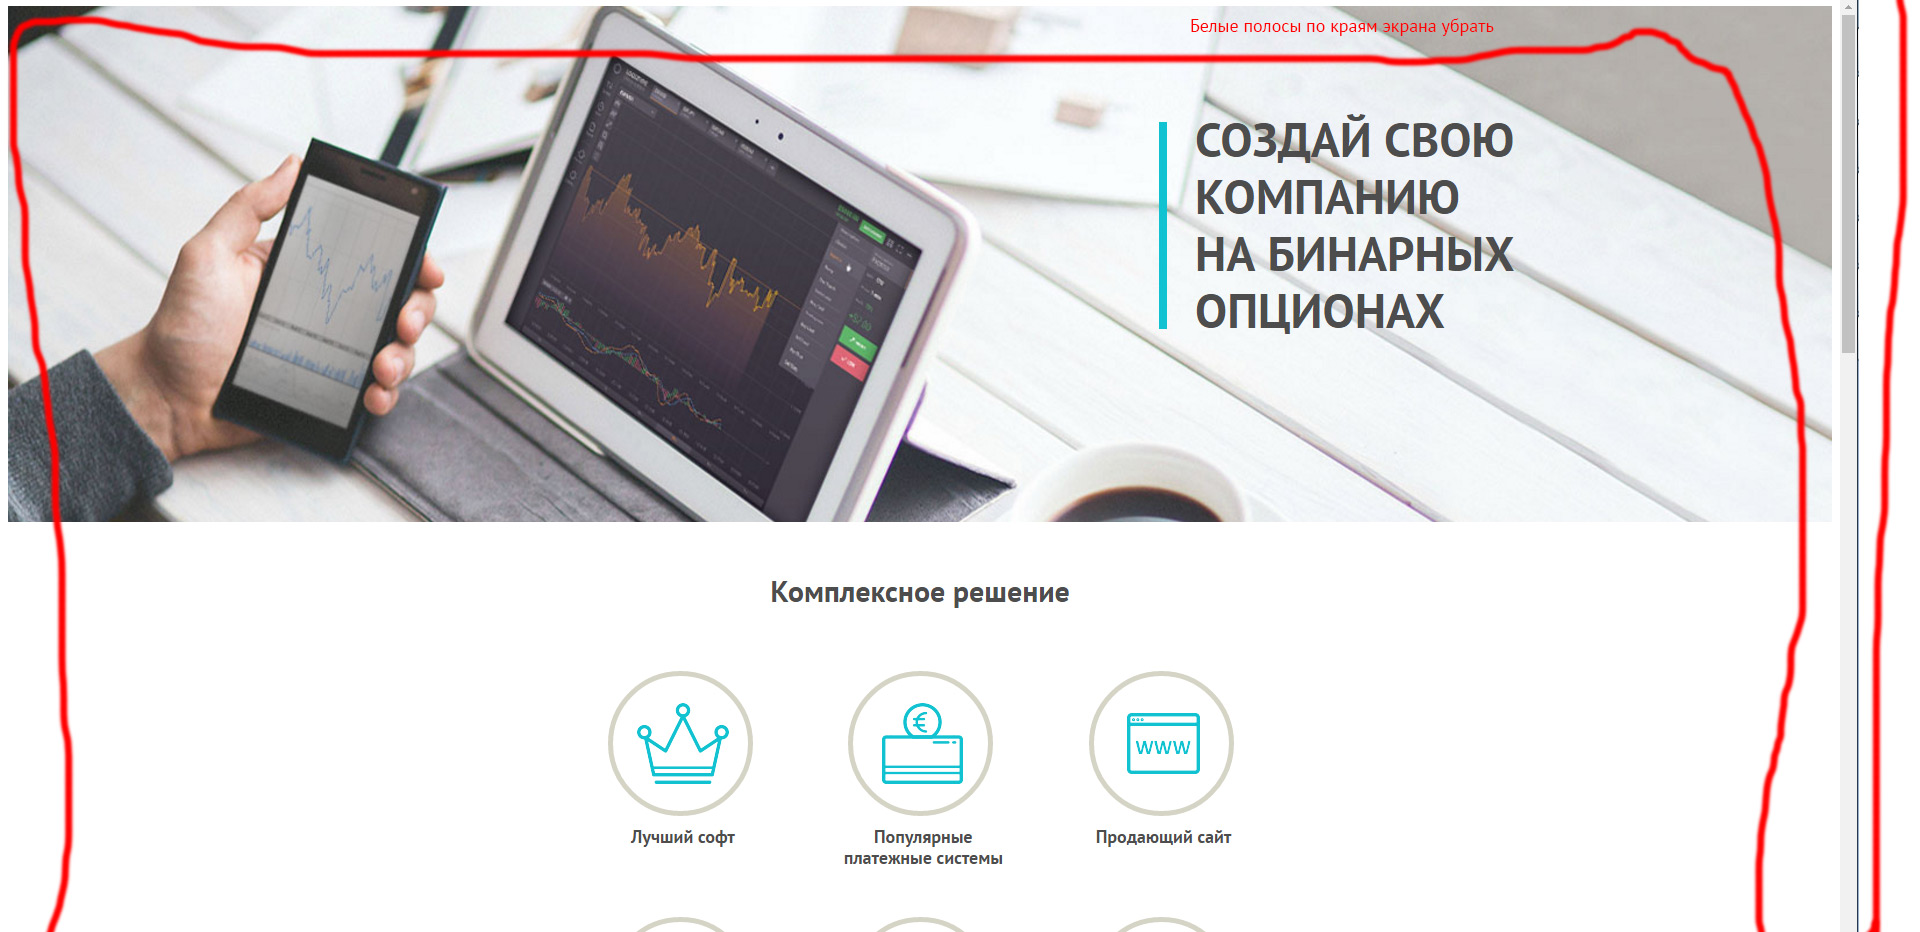 Белые полосы по краям экрана убрать
СОЗДАЙ СВОЮ
КОМПАНИЮ
НА БИНАРНЫХ
ОПЦИОНАХ
Комплексное решение
€
WWW
Лучший софт
Популярные
платежные системы
Продающий сайт